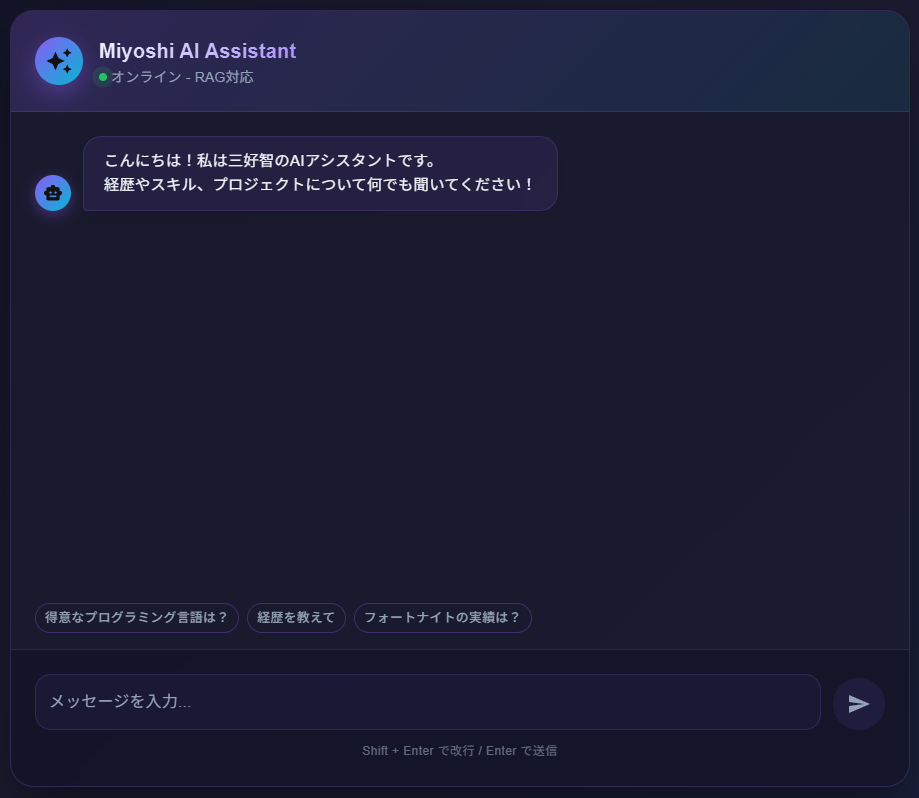 Miyoshi AI Assistant
オンライン - RAG対応
こんにちは！私は三好智のAIアシスタントです。
経歴やスキル、プロジェクトについて何でも聞いてください！
得意なプログラミング言語は？
経歴を教えて
フォートナイトの実績は？
メッセージを入力...
Shift + Enter で改行 / Enter で送信